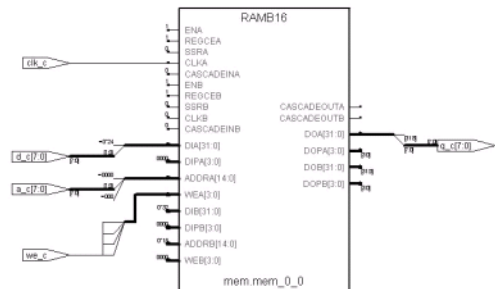 RAMB16
ENA
REGCEA
SSRA
clk_c
CLKA
CASCADEINA
ENB
REGCEB
SSRB
CLKB
CASCADEINB
CASCADEOUTA
CASCADEOUTB
d_c[7:0]
DIA[31:0]
DOA[31:0]
q_c[7:0]
DIPA[3:0]
DOPA[3:0]
a_c[7:0]
ADDRA[14:0]
DOB[31:0]
WEA[3:0]
DOPB[3:0]
DIB[31:0]
DIPB[3:0]
ADDRB[14:0]
we_c
WEB[3:0]
mem.mem_0_0